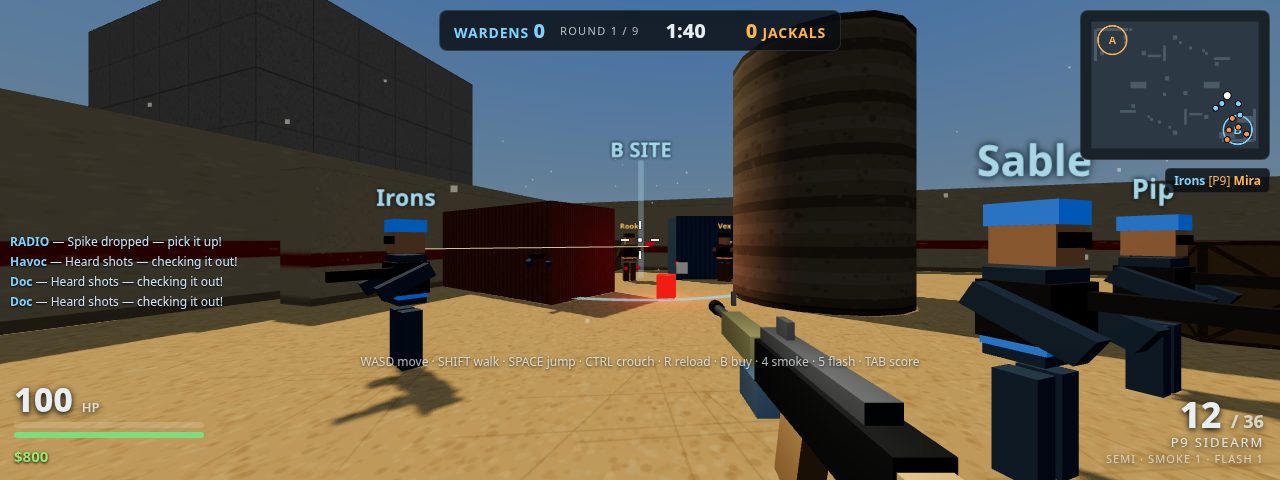 WARDENS 0 ROUND 1 / 9 1:40 0 JACKALS
A
B SITE
Sable
Irons
Pip
Irons [P9] Mira
Rook
Vex
RADIO — Spike dropped — pick it up!
Havoc — Heard shots — checking it out!
Doc — Heard shots — checking it out!
Doc — Heard shots — checking it out!
WASD move · SHIFT walk · SPACE jump · CTRL crouch · R reload · B buy · 4 smoke · 5 flash · TAB score
100 HP
$800
12 / 36
P9 SIDEARM
SEMI · SMOKE 1 · FLASH 1